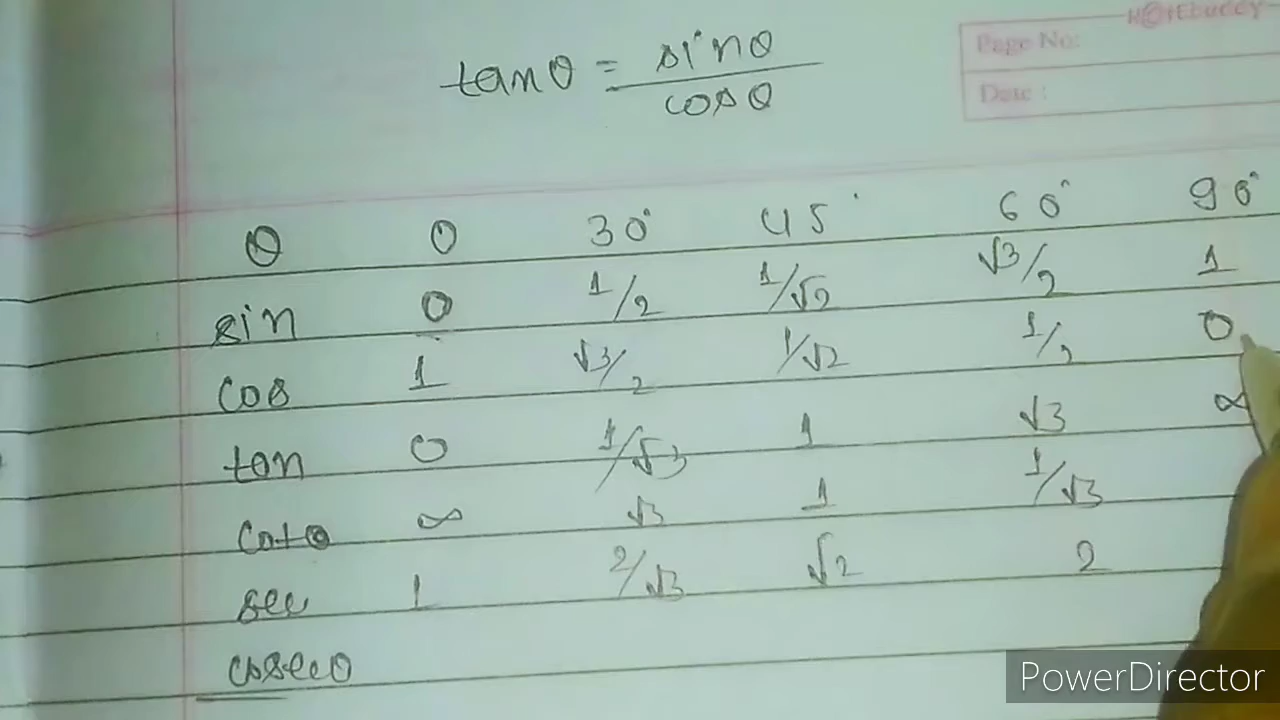 NOtEbuddy
Page No:
Date :
tanθ = sinθ/cosθ
θ 0 30° 45° 60° 90°
sin 0 1/2 1/√2 √3/2 1
cos 1 √3/2 1/√2 1/2 0
tan 0 1/√3 1 √3 ∞
cotθ ∞ √3 1 1/√3
sec 1 2/√3 √2 2
cosecθ
PowerDirector